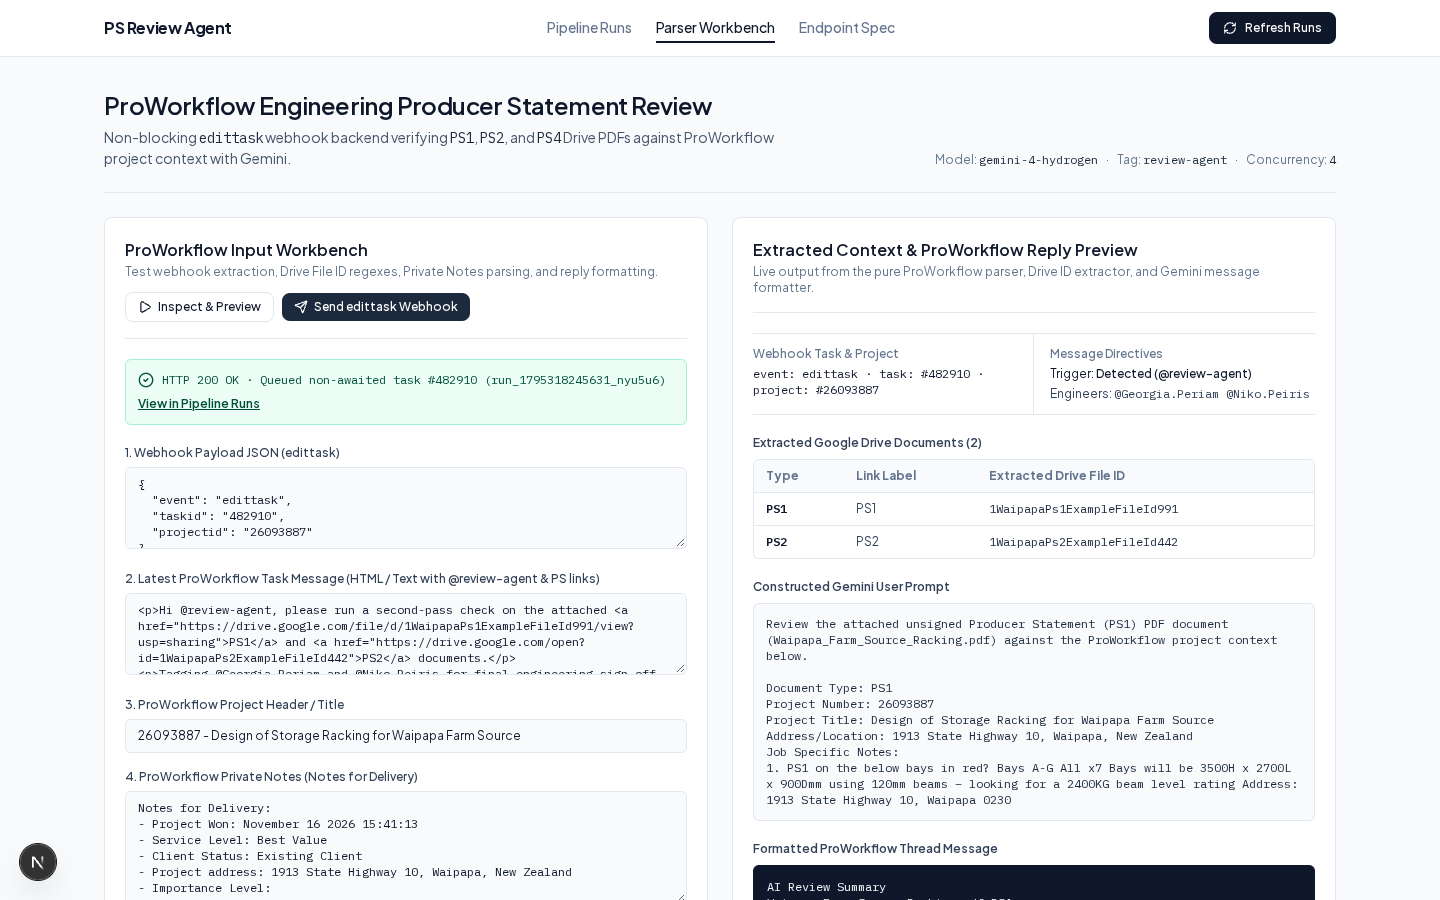 PS Review Agent
Pipeline Runs
Parser Workbench
Endpoint Spec
Refresh Runs
ProWorkflow Engineering Producer Statement Review
Non-blocking edittask webhook backend verifying PS1, PS2, and PS4 Drive PDFs against ProWorkflow
project context with Gemini.
Model: gemini-4-hydrogen · Tag: review-agent · Concurrency: 4
ProWorkflow Input Workbench
Test webhook extraction, Drive File ID regexes, Private Notes parsing, and reply formatting.
Inspect & Preview
Send edittask Webhook
HTTP 200 OK · Queued non-awaited task #482910 (run_1795318245631_nyu5u6)
View in Pipeline Runs
1. Webhook Payload JSON (edittask)
{
"event": "edittask",
"taskid": "482910",
"projectid": "26093887"
}
2. Latest ProWorkflow Task Message (HTML / Text with @review-agent & PS links)
<p>Hi @review-agent, please run a second-pass check on the attached <a
href="https://drive.google.com/file/d/1WaipapaPs1ExampleFileId991/view?
usp=sharing">PS1</a> and <a href="https://drive.google.com/open?
id=1WaipapaPs2ExampleFileId442">PS2</a> documents.</p>
<p>Tagging @Georgia.Periam and @Niko.Peiris for final engineering sign-off
3. ProWorkflow Project Header / Title
26093887 - Design of Storage Racking for Waipapa Farm Source
4. ProWorkflow Private Notes (Notes for Delivery)
Notes for Delivery:
- Project Won: November 16 2026 15:41:13
- Service Level: Best Value
- Client Status: Existing Client
- Project address: 1913 State Highway 10, Waipapa, New Zealand
- Importance Level:
N
Extracted Context & ProWorkflow Reply Preview
Live output from the pure ProWorkflow parser, Drive ID extractor, and Gemini message
formatter.
Webhook Task & Project
event: edittask · task: #482910 ·
project: #26093887
Message Directives
Trigger: Detected (@review-agent)
Engineers: @Georgia.Periam @Niko.Peiris
Extracted Google Drive Documents (2)
Type Link Label Extracted Drive File ID
PS1 PS1 1WaipapaPs1ExampleFileId991
PS2 PS2 1WaipapaPs2ExampleFileId442
Constructed Gemini User Prompt
Review the attached unsigned Producer Statement (PS1) PDF document
(Waipapa_Farm_Source_Racking.pdf) against the ProWorkflow project context
below.
Document Type: PS1
Project Number: 26093887
Project Title: Design of Storage Racking for Waipapa Farm Source
Address/Location: 1913 State Highway 10, Waipapa, New Zealand
Job Specific Notes:
1. PS1 on the below bays in red? Bays A-G All x7 Bays will be 3500H x 2700L
x 900Dmm using 120mm beams – looking for a 2400KG beam level rating Address:
1913 State Highway 10, Waipapa 0230
Formatted ProWorkflow Thread Message
AI Review Summary